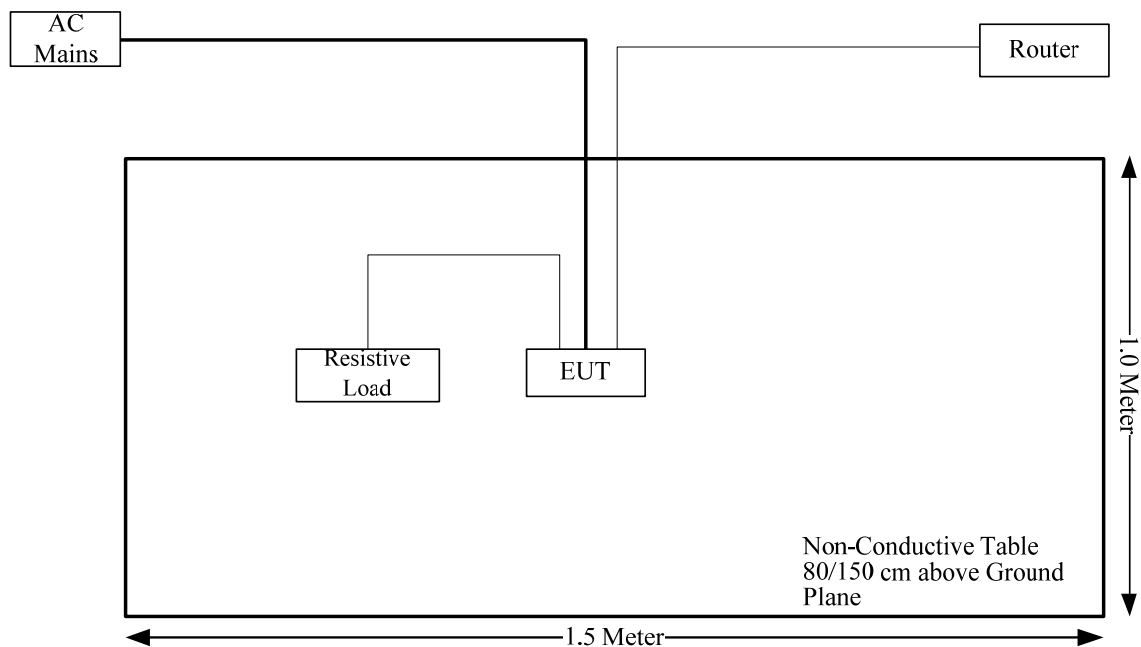 AC
Mains
Router
Resistive
Load
EUT
1.0 Meter
Non-Conductive Table
80/150 cm above Ground
Plane
1.5 Meter